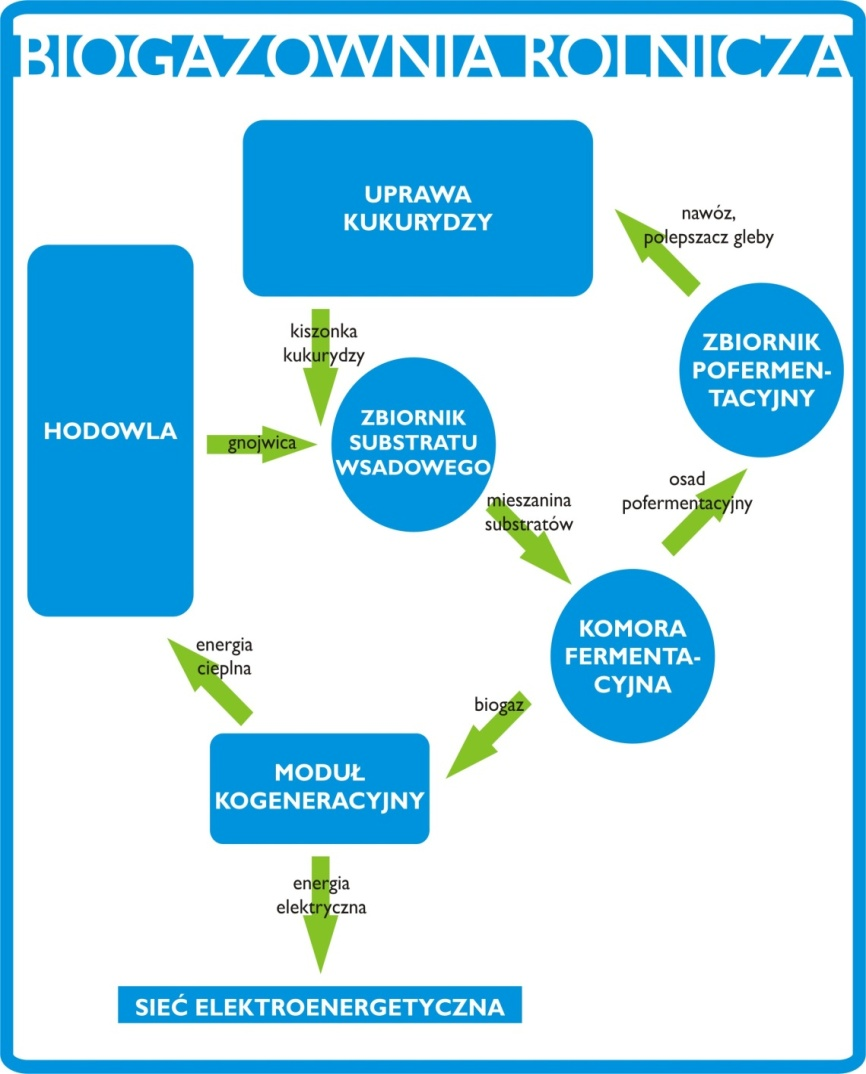 BIOGAZOWNIA ROLNICZA
UPRAWA
KUKURYDZY
nawóz,
polepszacz gleby
kiszonka
kukurydzy
ZBIORNIK
POFERMEN-
TACYJNY
HODOWLA
gnojwica
ZBIORNIK
SUBSTRATU
WSADOWEGO
osad
pofermentacyjny
mieszanina
substratów
KOMORA
FERMENTA-
CYJNA
energia
cieplna
biogaz
MODUŁ
KOGENERACYJNY
energia
elektryczna
SIEĆ ELEKTROENERGETYCZNA